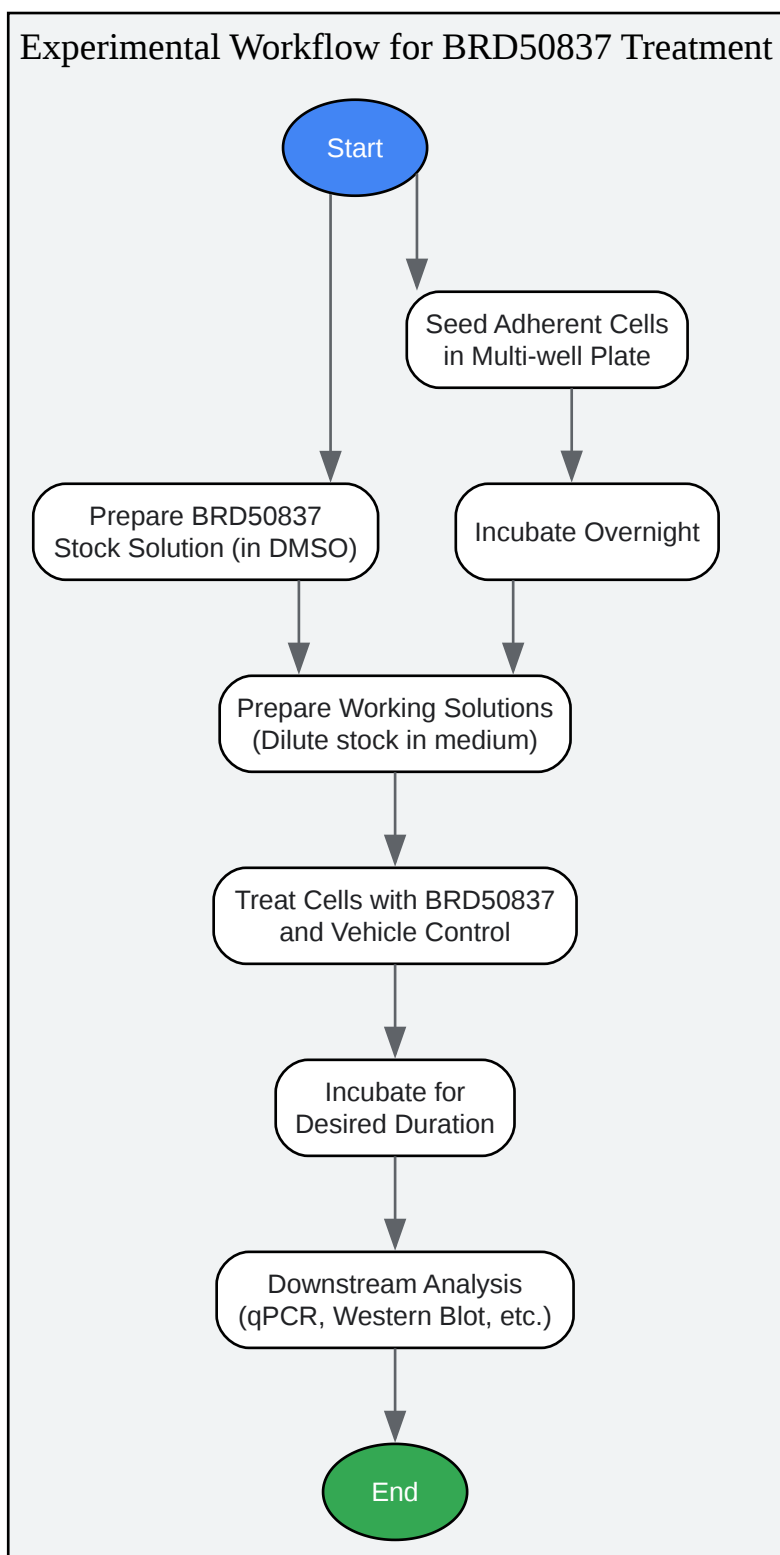 Experimental Workflow for BRD50837 Treatment
Start
Seed Adherent Cells
in Multi-well Plate
Prepare BRD50837
Stock Solution (in DMSO)
Incubate Overnight
Prepare Working Solutions
(Dilute stock in medium)
Treat Cells with BRD50837
and Vehicle Control
Incubate for
Desired Duration
Downstream Analysis
(qPCR, Western Blot, etc.)
End